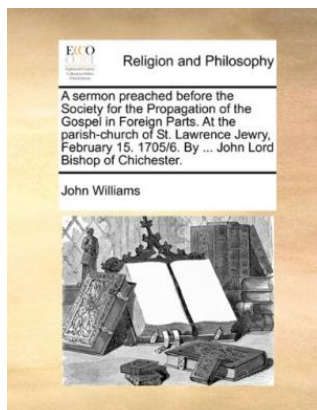 ECCO
Religion and Philosophy
A sermon preached before the
Society for the Propagation of the
Gospel in Foreign Parts. At the
parish-church of St. Lawrence Jewry,
February 15. 1705/6. By ... John Lord
Bishop of Chichester.
John Williams